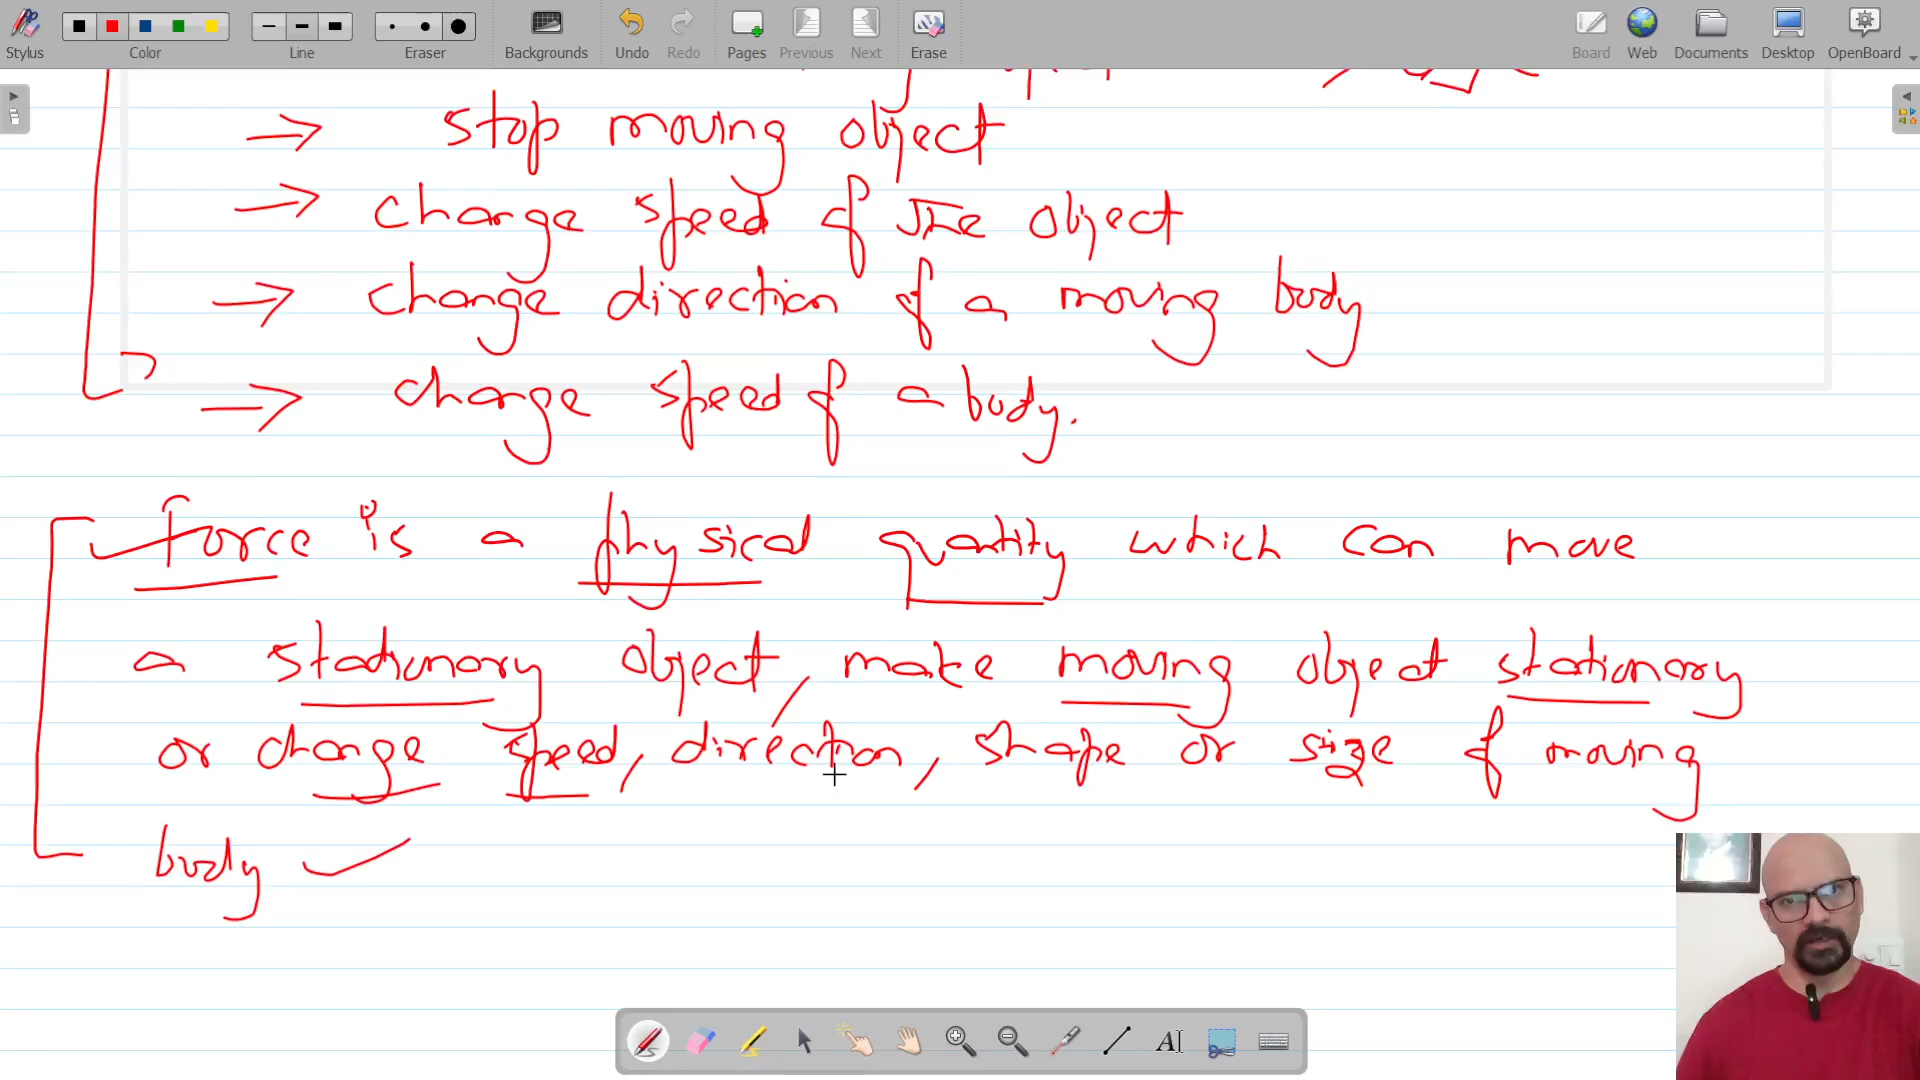 Stylus Color Line Eraser Backgrounds Undo Redo Pages Previous Next Erase Board Web Documents Desktop OpenBoard
→ stop moving object
→ change speed of the object
→ change direction of a moving body
→ change speed of a body.
Force is a physical quantity which can move
a stationary object, make moving object stationary
or change speed, direction, shape or size of moving
body ✓